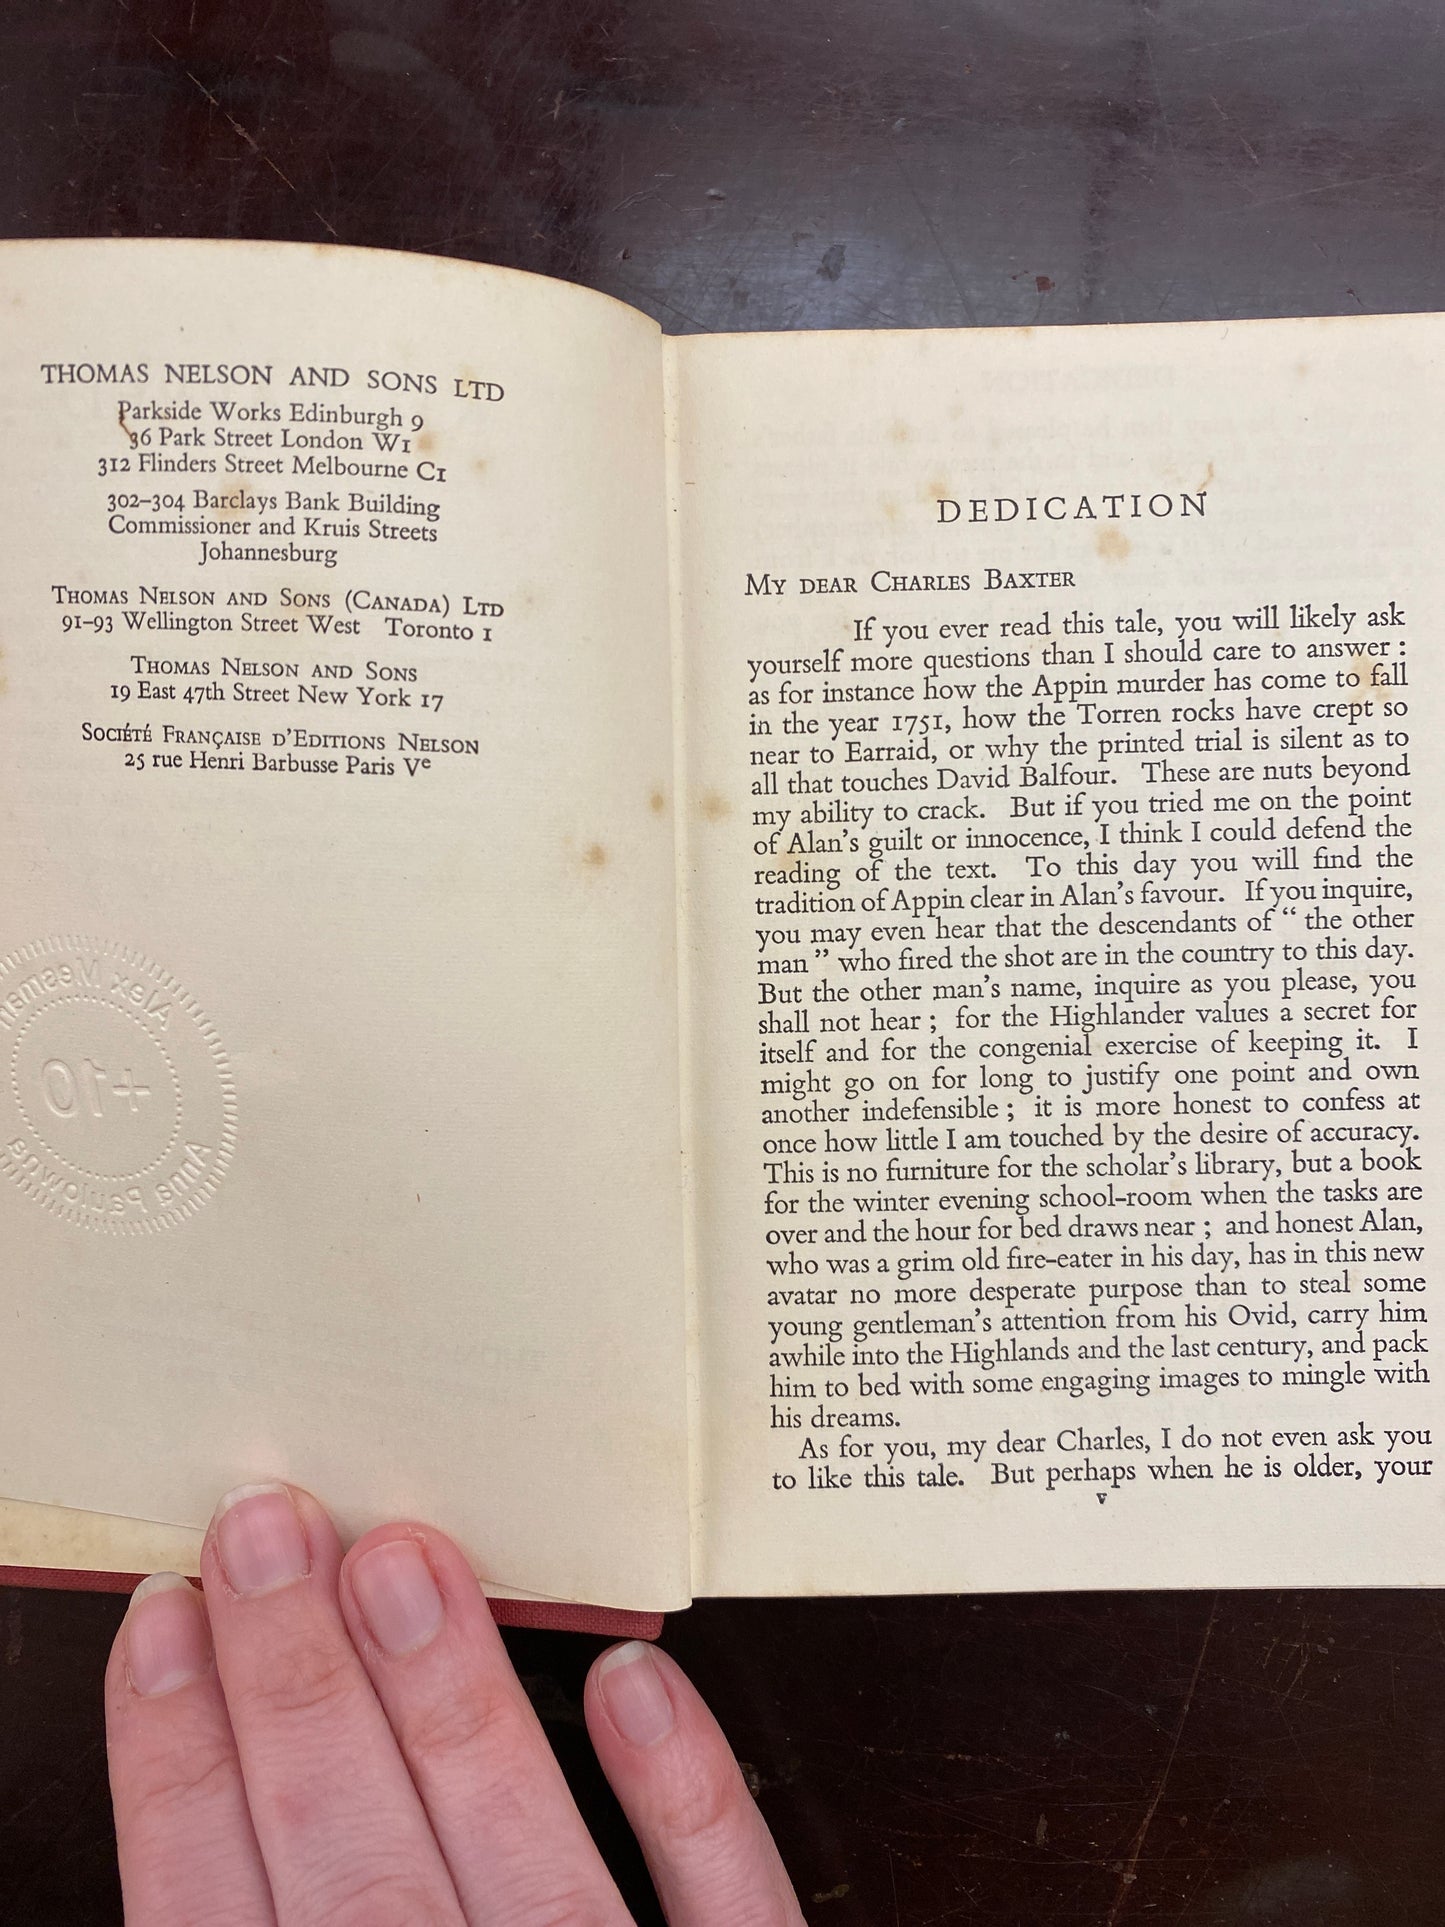 THOMAS NELSON AND SONS LTD
Parkside Works Edinburgh 9
36 Park Street London W1
312 Flinders Street Melbourne C1
302–304 Barclays Bank Building
Commissioner and Kruis Streets
Johannesburg
THOMAS NELSON AND SONS (CANADA) LTD
91–93 Wellington Street West Toronto 1
THOMAS NELSON AND SONS
19 East 47th Street New York 17
SOCIÉTÉ FRANÇAISE D'EDITIONS NELSON
25 rue Henri Barbusse Paris Ve
Alex Mesman
+10
Anna Paulowna
DEDICATION
MY DEAR CHARLES BAXTER
If you ever read this tale, you will likely ask
yourself more questions than I should care to answer :
as for instance how the Appin murder has come to fall
in the year 1751, how the Torren rocks have crept so
near to Earraid, or why the printed trial is silent as to
all that touches David Balfour. These are nuts beyond
my ability to crack. But if you tried me on the point
of Alan's guilt or innocence, I think I could defend the
reading of the text. To this day you will find the
tradition of Appin clear in Alan's favour. If you inquire,
you may even hear that the descendants of “ the other
man ” who fired the shot are in the country to this day.
But the other man's name, inquire as you please, you
shall not hear ; for the Highlander values a secret for
itself and for the congenial exercise of keeping it. I
might go on for long to justify one point and own
another indefensible ; it is more honest to confess at
once how little I am touched by the desire of accuracy.
This is no furniture for the scholar's library, but a book
for the winter evening school-room when the tasks are
over and the hour for bed draws near ; and honest Alan,
who was a grim old fire-eater in his day, has in this new
avatar no more desperate purpose than to steal some
young gentleman's attention from his Ovid, carry him
awhile into the Highlands and the last century, and pack
him to bed with some engaging images to mingle with
his dreams.
As for you, my dear Charles, I do not even ask you
to like this tale. But perhaps when he is older, your
v